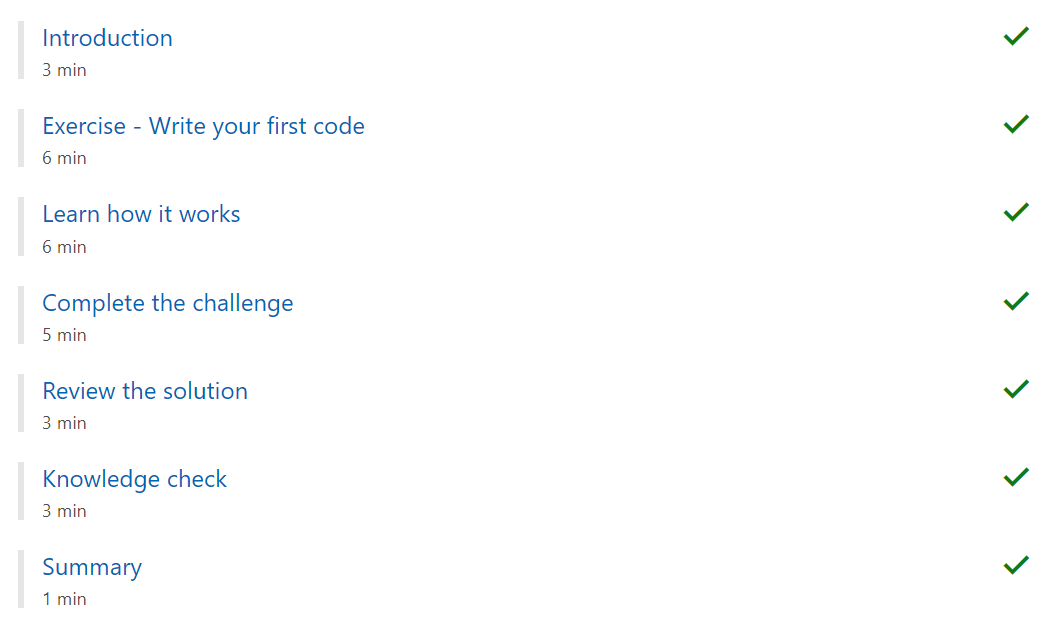 Introduction
3 min
Exercise - Write your first code
6 min
Learn how it works
6 min
Complete the challenge
5 min
Review the solution
3 min
Knowledge check
3 min
Summary
1 min